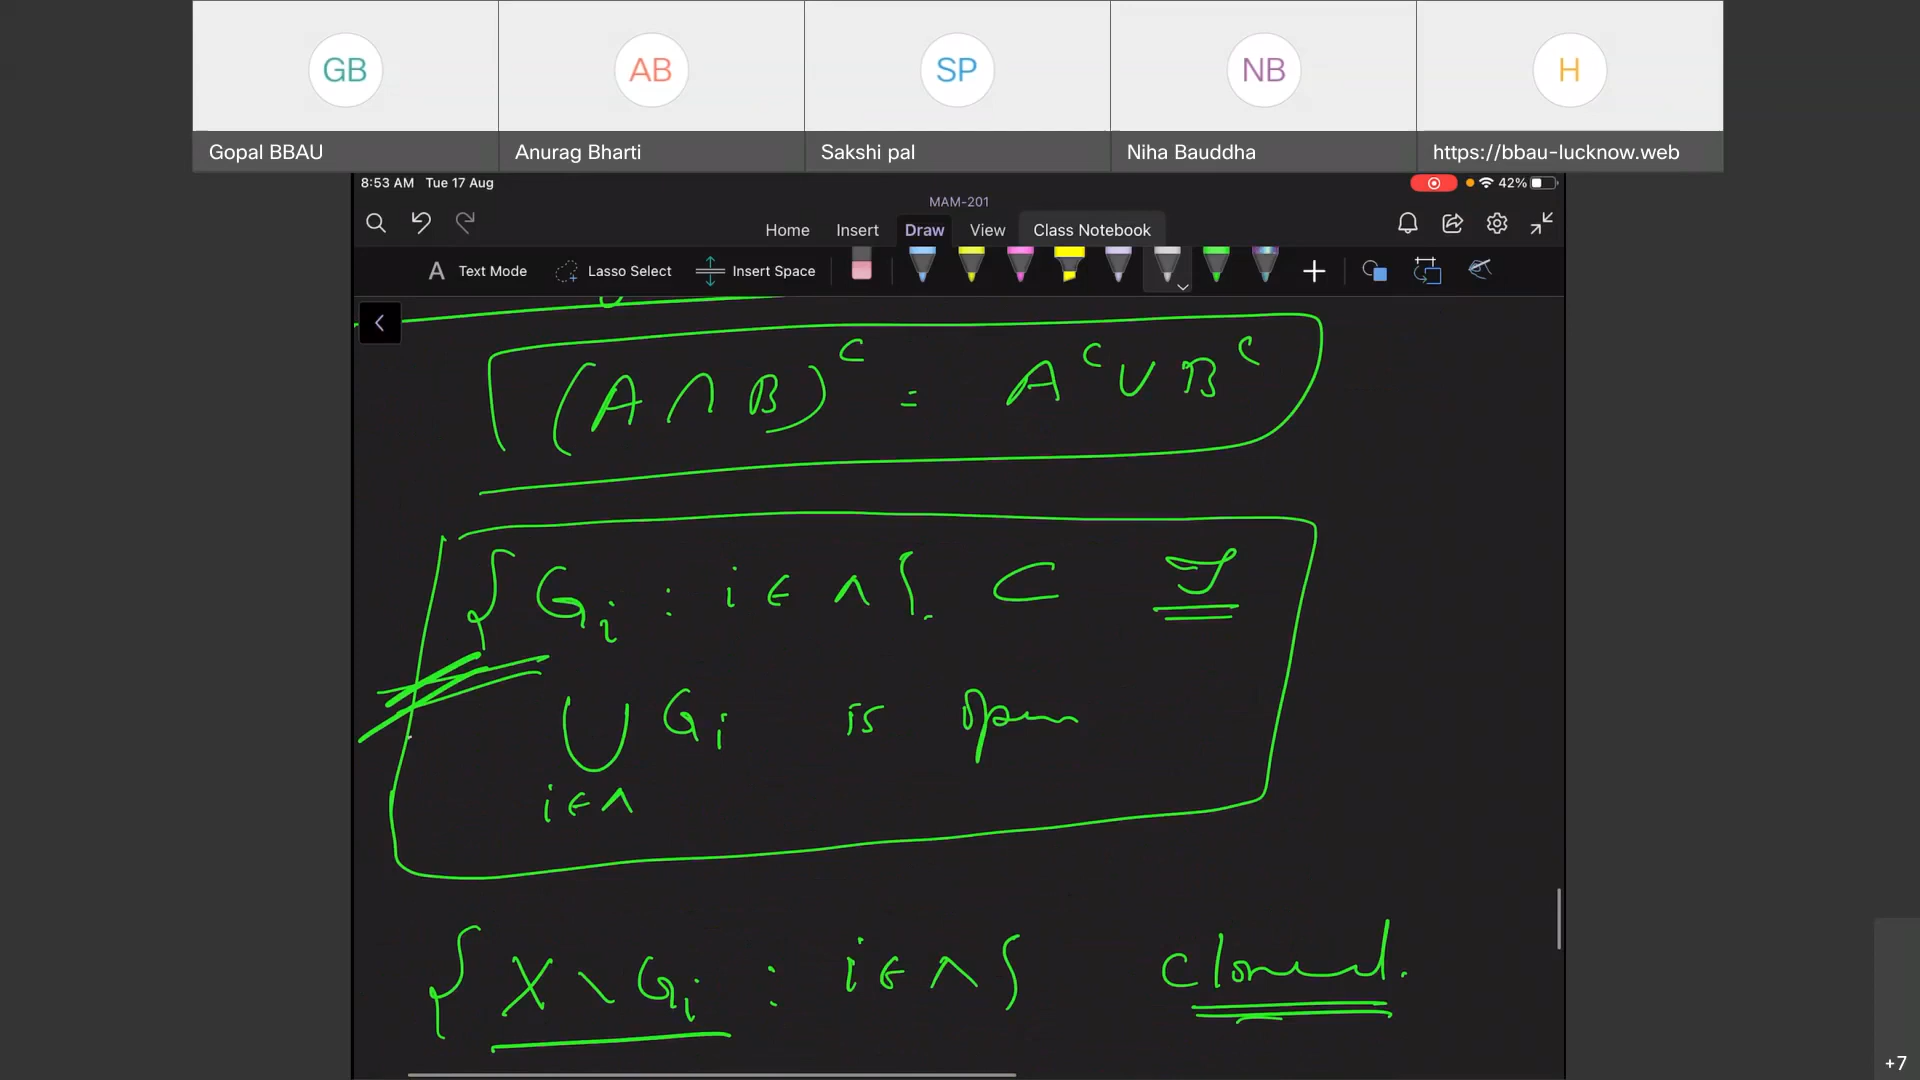 GB AB SP NB H
Gopal BBAU Anurag Bharti Sakshi pal Niha Bauddha https://bbau-lucknow.web
8:53 AM Tue 17 Aug 42%
MAM-201
Home Insert Draw View Class Notebook
A Text Mode Lasso Select Insert Space
(A ∩ B)^c = A^c ∪ B^c
{G_i : i ∈ Λ} ⊂ 𝒯
⋃ G_i is open
i ∈ Λ
{X \ G_i : i ∈ Λ} closed.
+7